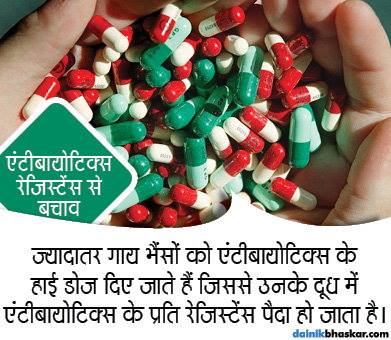 एंटीबायोटिक्स
रेजिस्टेंस से
बचाव
ज्यादातर गाय भैंसों को एंटीबायोटिक्स के
हाई डोज दिए जाते हैं जिससे उनके दूध में
एंटीबायोटिक्स के प्रति रेजिस्टेंस पैदा हो जाता है।
dainikbhaskar.com